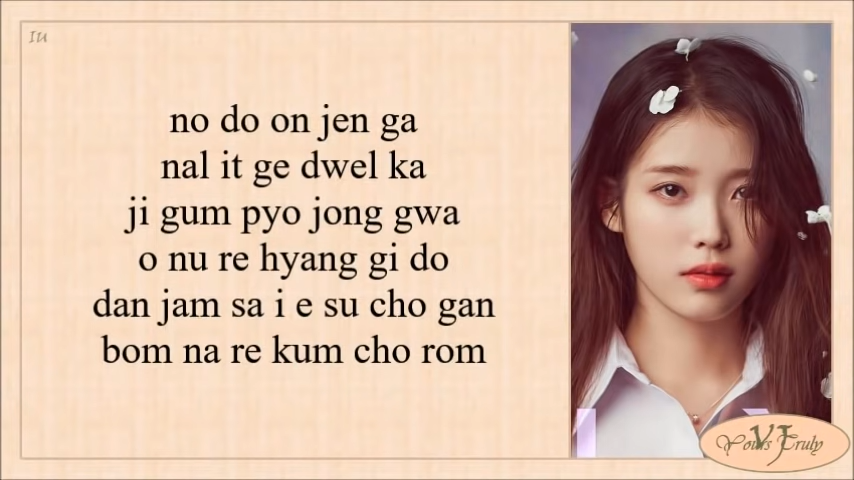 IU
no do on jen ga
nal it ge dwel ka
ji gum pyo jong gwa
o nu re hyang gi do
dan jam sa i e su cho gan
bom na re kum cho rom
Yours Truly
VJ